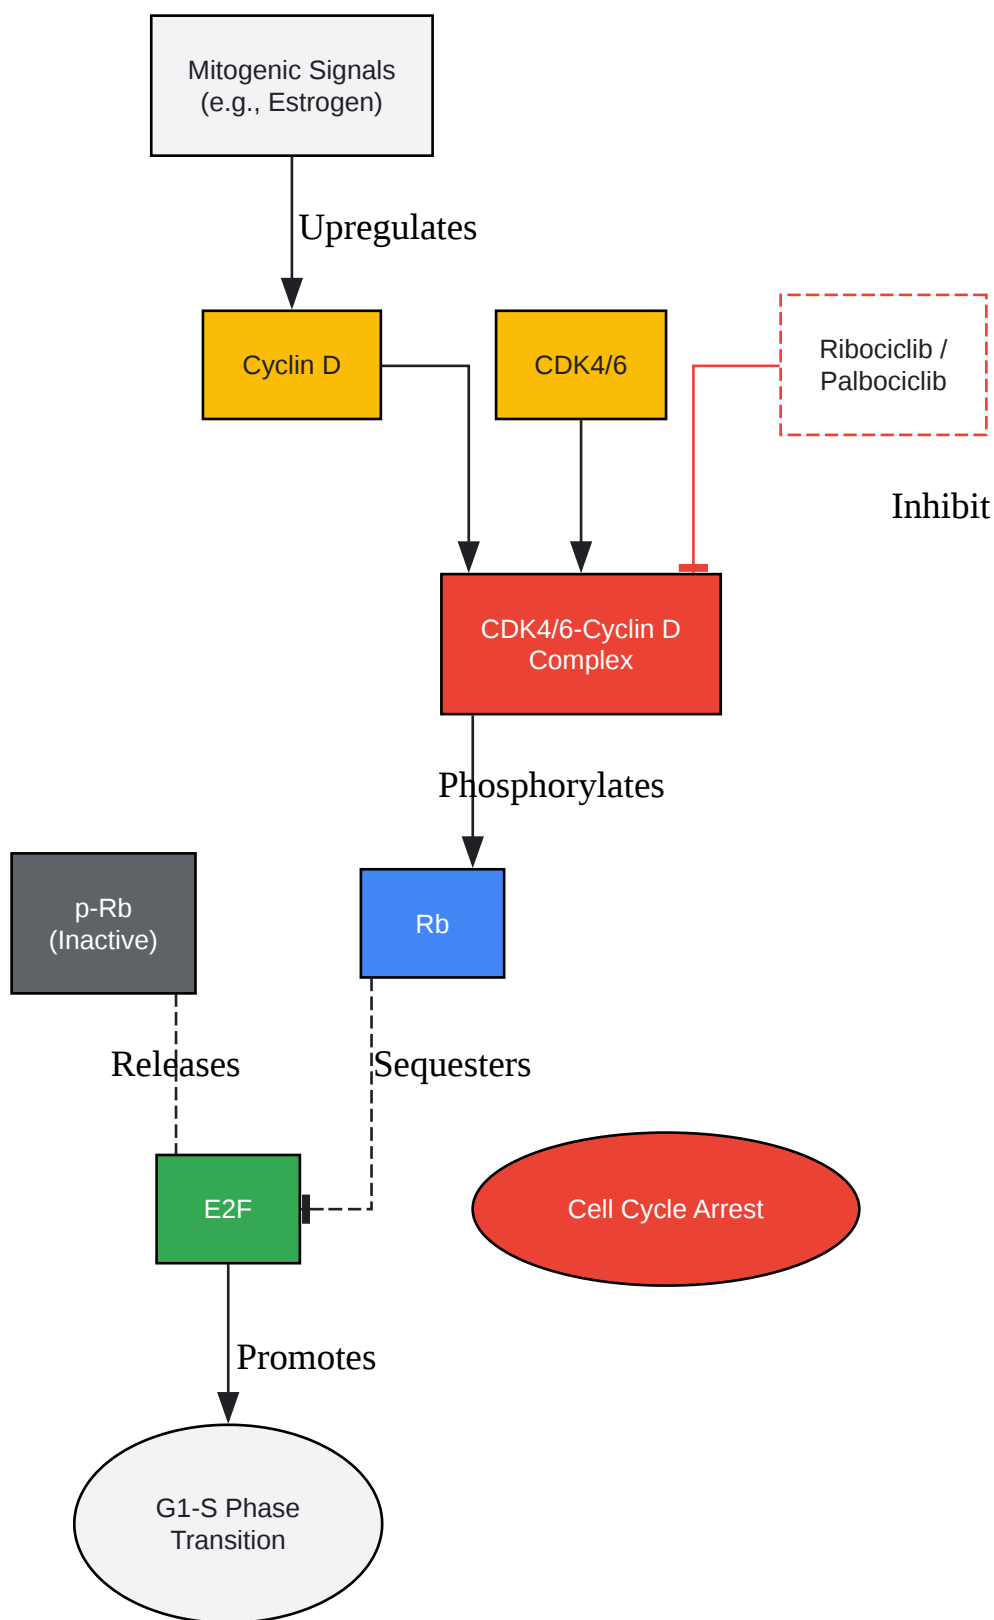 Mitogenic Signals
(e.g., Estrogen)
Upregulates
Cyclin D
CDK4/6
Ribociclib /
Palbociclib
Inhibit
CDK4/6-Cyclin D
Complex
Phosphorylates
p-Rb
(Inactive)
Rb
Releases
Sequesters
E2F
Cell Cycle Arrest
Promotes
G1-S Phase
Transition